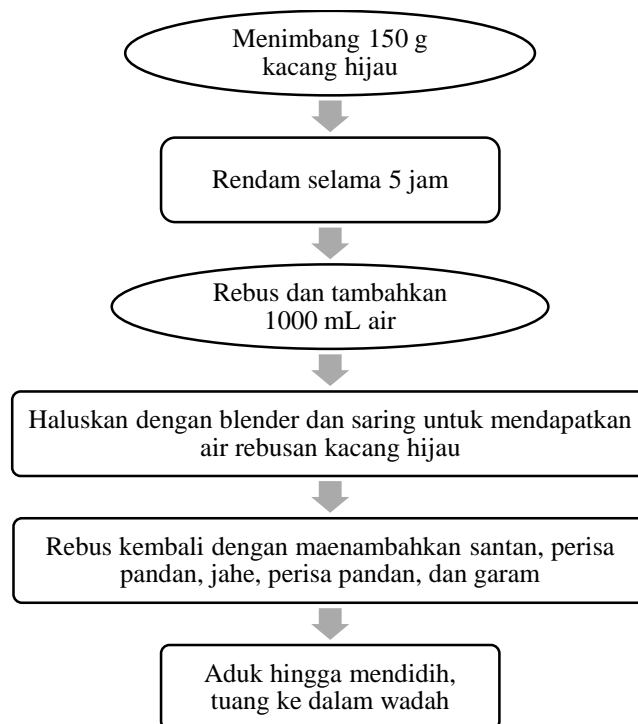 Menimbang 150 g
kacang hijau
Rendam selama 5 jam
Rebus dan tambahkan
1000 mL air
Haluskan dengan blender dan saring untuk mendapatkan
air rebusan kacang hijau
Rebus kembali dengan maenambahkan santan, perisa
pandan, jahe, perisa pandan, dan garam
Aduk hingga mendidih,
tuang ke dalam wadah